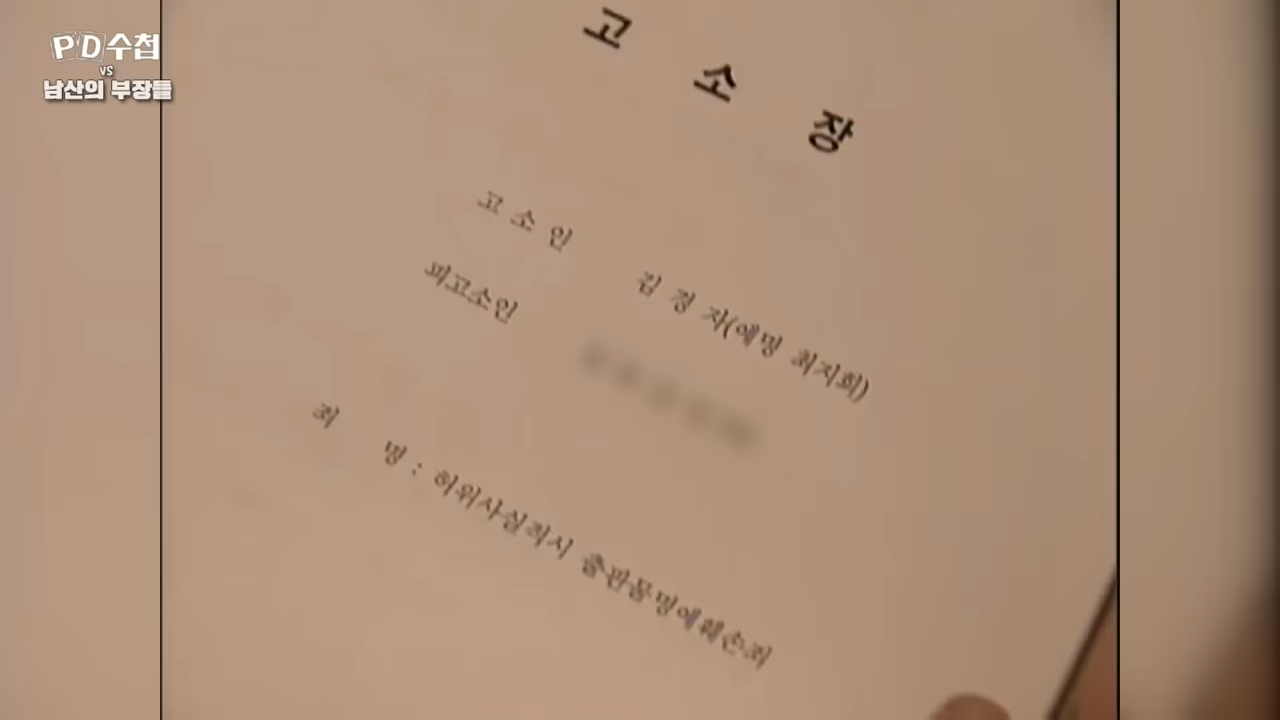 PD수첩
vs
남산의 부장들
고 소 장
고 소 인 김 경 자(예명 최지희)
피고소인
죄 명 : 허위사실적시 출판물명예훼손죄